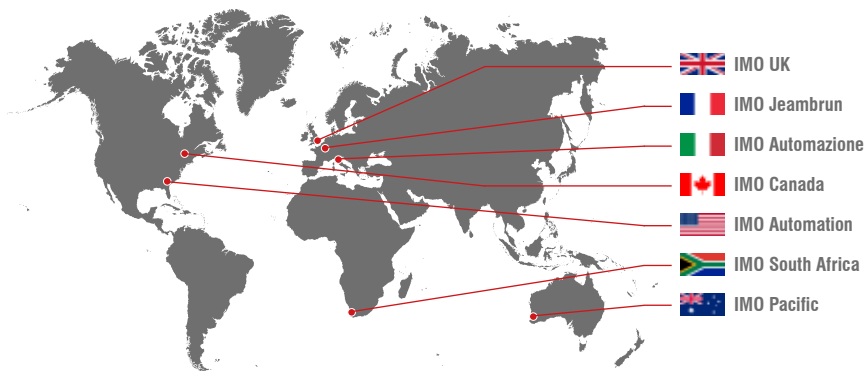 IMO UK
IMO Jeambrun
IMO Automazione
IMO Canada
IMO Automation
IMO South Africa
IMO Pacific